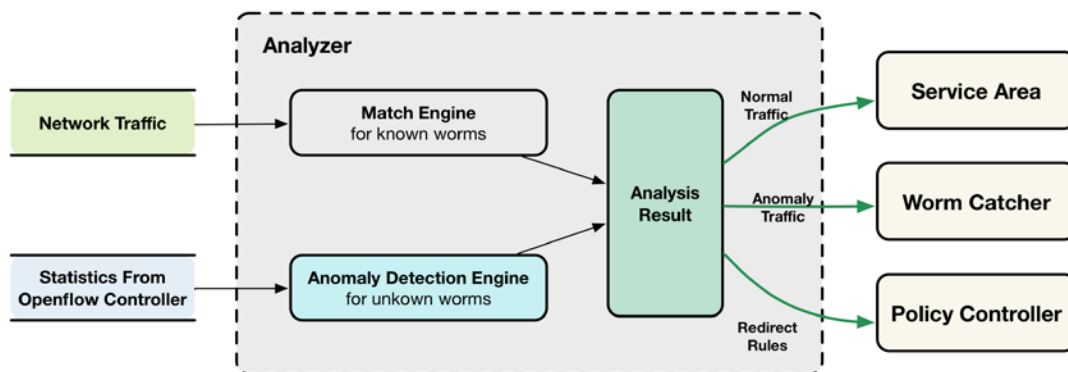 Analyzer
Network Traffic
Match Engine
for known worms
Statistics From
Openflow Controller
Anomaly Detection Engine
for unkown worms
Analysis
Result
Normal
Traffic
Anomaly
Traffic
Redirect
Rules
Service Area
Worm Catcher
Policy Controller